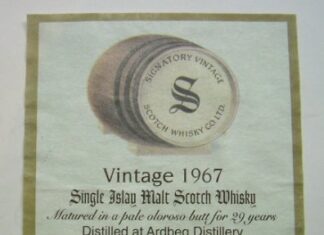 SIGNATORY VINTAGE
S
SCOTCH WHISKY CO. LTD.
Vintage 1967
Single Islay Malt Scotch Whisky
Matured in a pale oloroso butt for 29 years
Distilled at Ardbeg Distillery